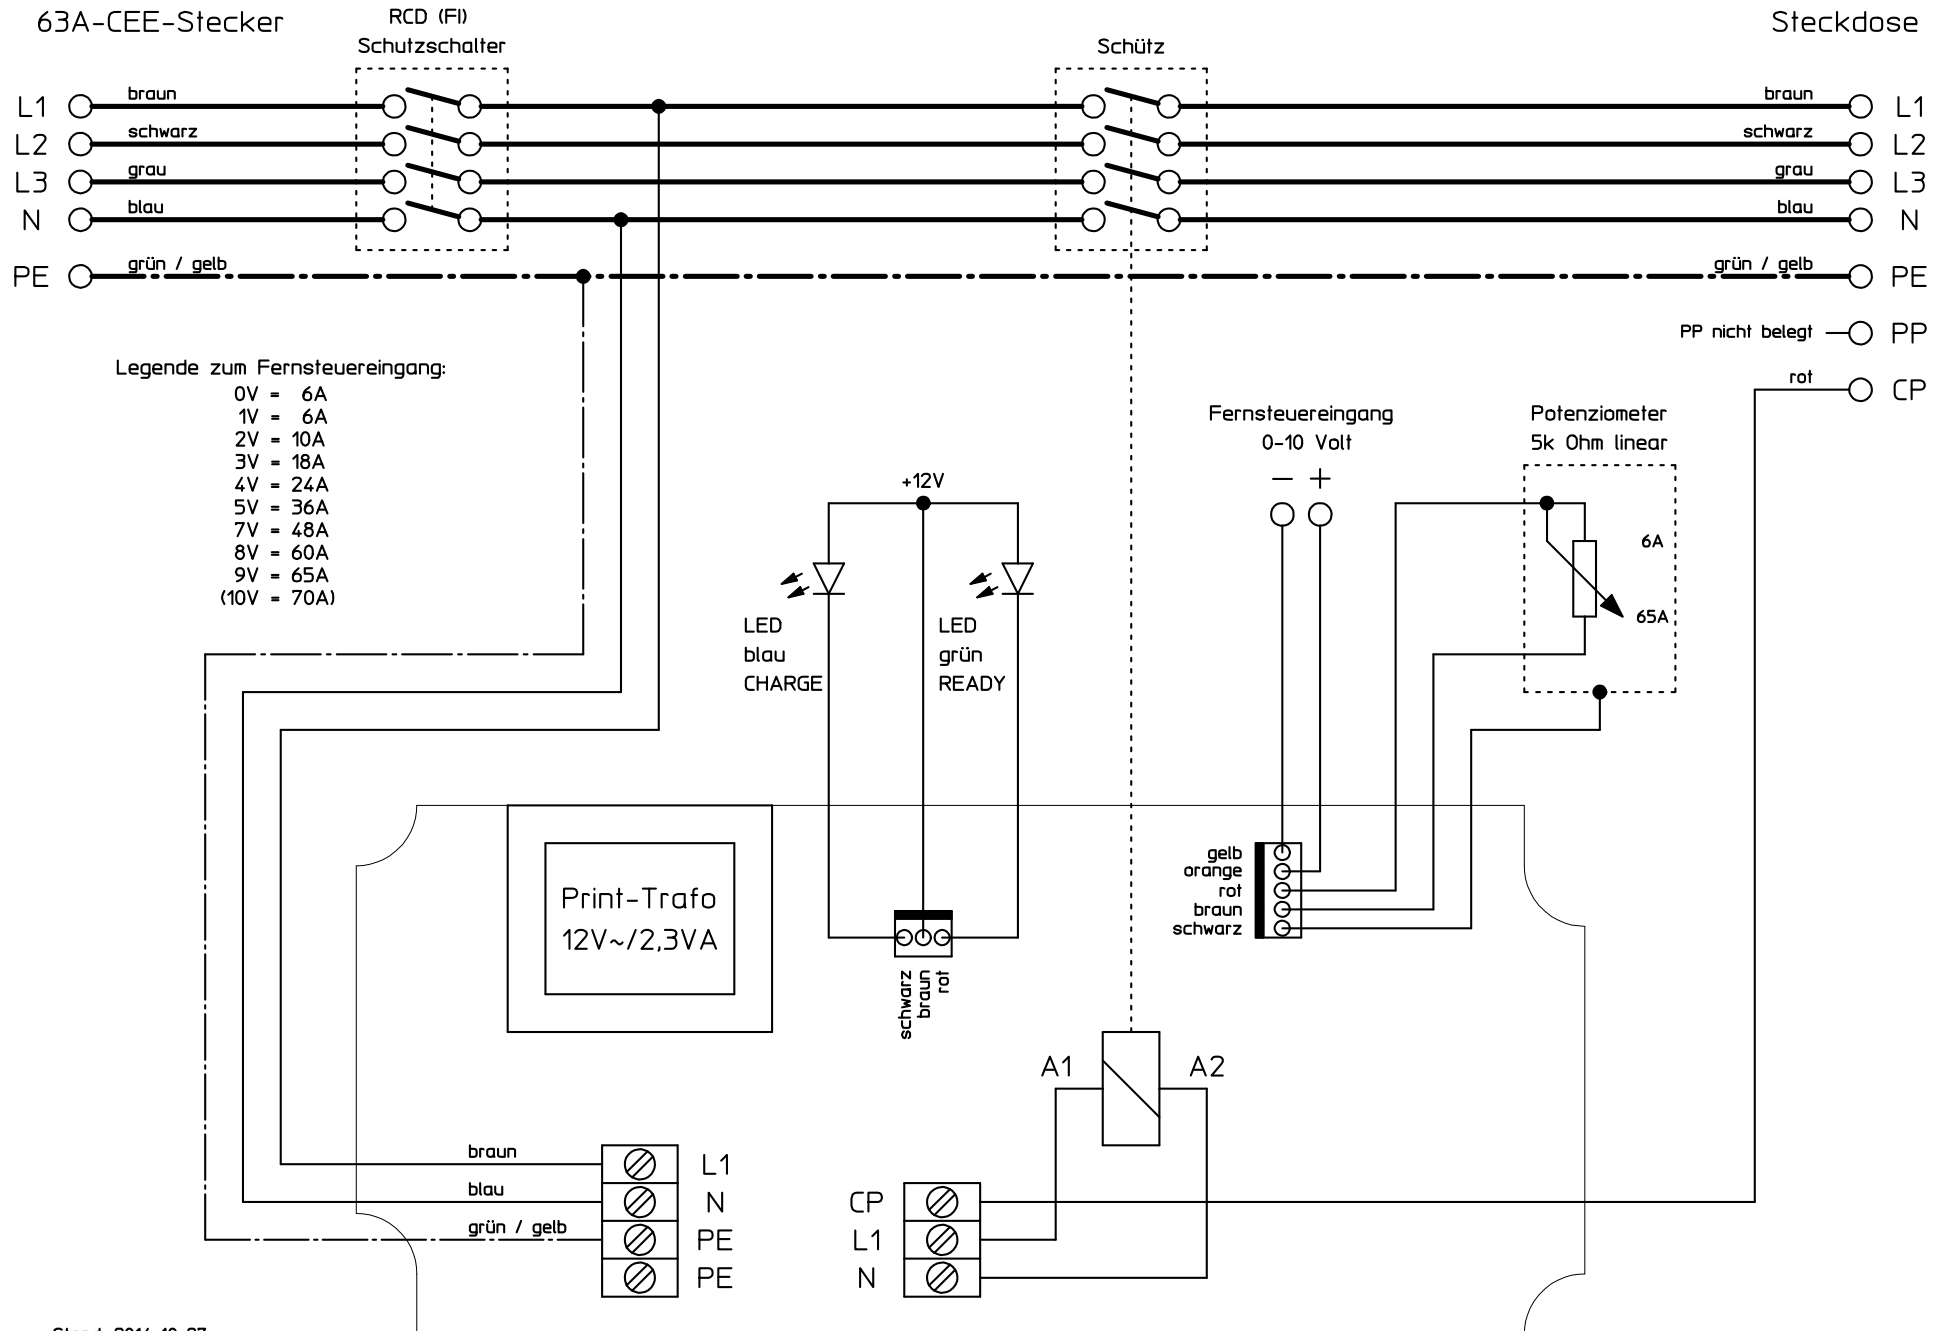 63A-CEE-Stecker
RCD (FI)
Schutzschalter
Schütz
Steckdose
L1 braun braun L1
L2 schwarz schwarz L2
L3 grau grau L3
N blau blau N
PE grün / gelb grün / gelb PE
PP nicht belegt PP
rot CP
Legende zum Fernsteuereingang:
0V = 6A
1V = 6A
2V = 10A
3V = 18A
4V = 24A
5V = 36A
7V = 48A
8V = 60A
9V = 65A
(10V = 70A)
+12V
LED
blau
CHARGE
LED
grün
READY
Fernsteuereingang
0-10 Volt
− +
Potenziometer
5k Ohm linear
6A
65A
Print-Trafo
12V~/2,3VA
schwarz
braun
rot
gelb
orange
rot
braun
schwarz
A1 A2
braun L1
blau N
grün / gelb PE
PE
CP
L1
N